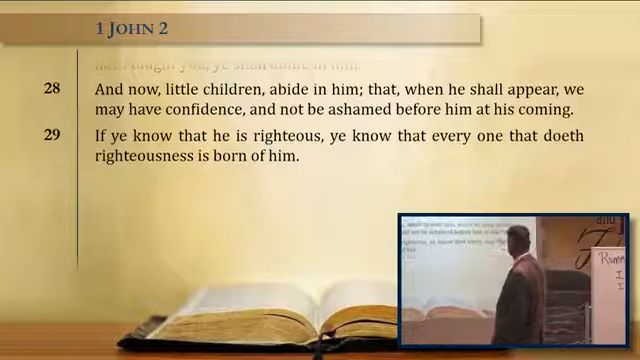 1 JOHN 2
28 And now, little children, abide in him; that, when he shall appear, we
may have confidence, and not be ashamed before him at his coming.
29 If ye know that he is righteous, ye know that every one that doeth
righteousness is born of him.